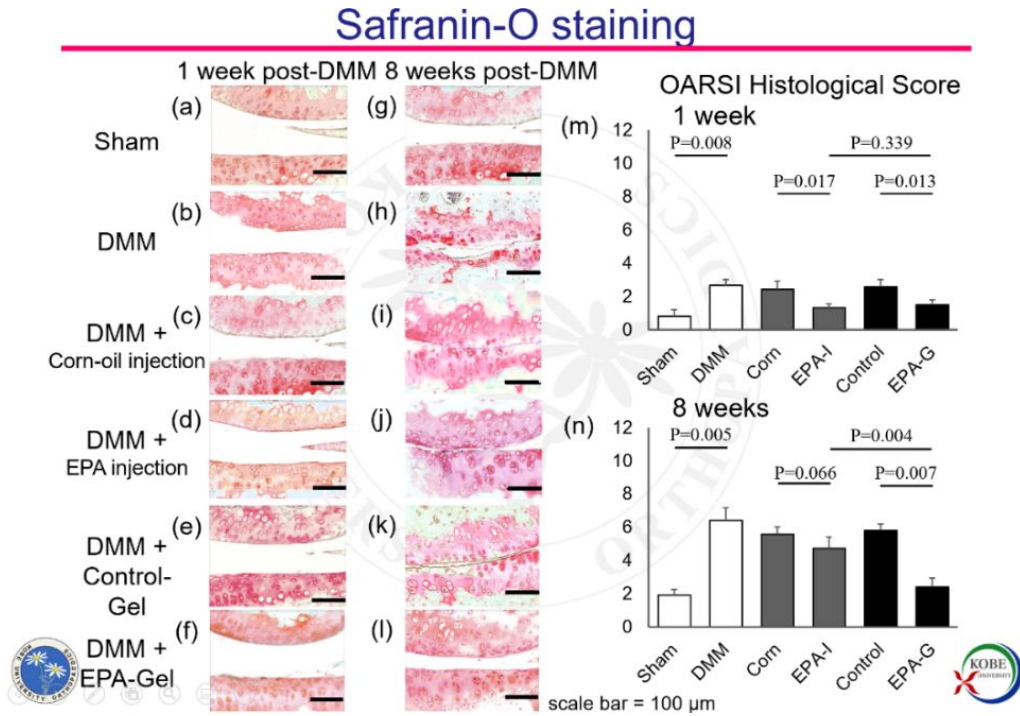 Safranin-O staining
1 week post-DMM 8 weeks post-DMM
Sham
(a)
(g)
DMM
(b)
(h)
DMM +
Corn-oil injection
(c)
(i)
DMM +
EPA injection
(d)
(j)
DMM +
Control-
Gel
(e)
(k)
DMM +
EPA-Gel
(f)
(l)
scale bar = 100 μm
OARSI Histological Score
1 week
(m)
12
10
8
6
4
2
0
P=0.008
P=0.339
P=0.017
P=0.013
Sham
DMM
Corn
EPA-I
Control
EPA-G
8 weeks
(n)
12
10
8
6
4
2
0
P=0.005
P=0.004
P=0.066
P=0.007
Sham
DMM
Corn
EPA-I
Control
EPA-G
KOBE UNIVERSITY ORTHOPAEDICS
KOBE
UNIVERSITY